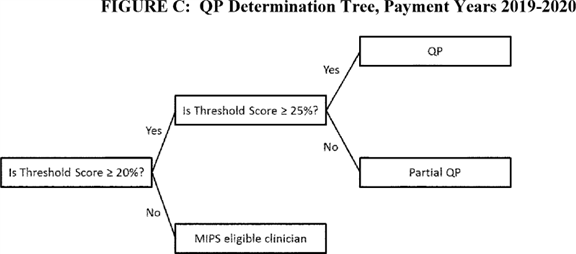 FIGURE C: QP Determination Tree, Payment Years 2019-2020
QP
Yes
Is Threshold Score ≥ 25%?
Yes
No
Is Threshold Score ≥ 20%?
Partial QP
No
MIPS eligible clinician